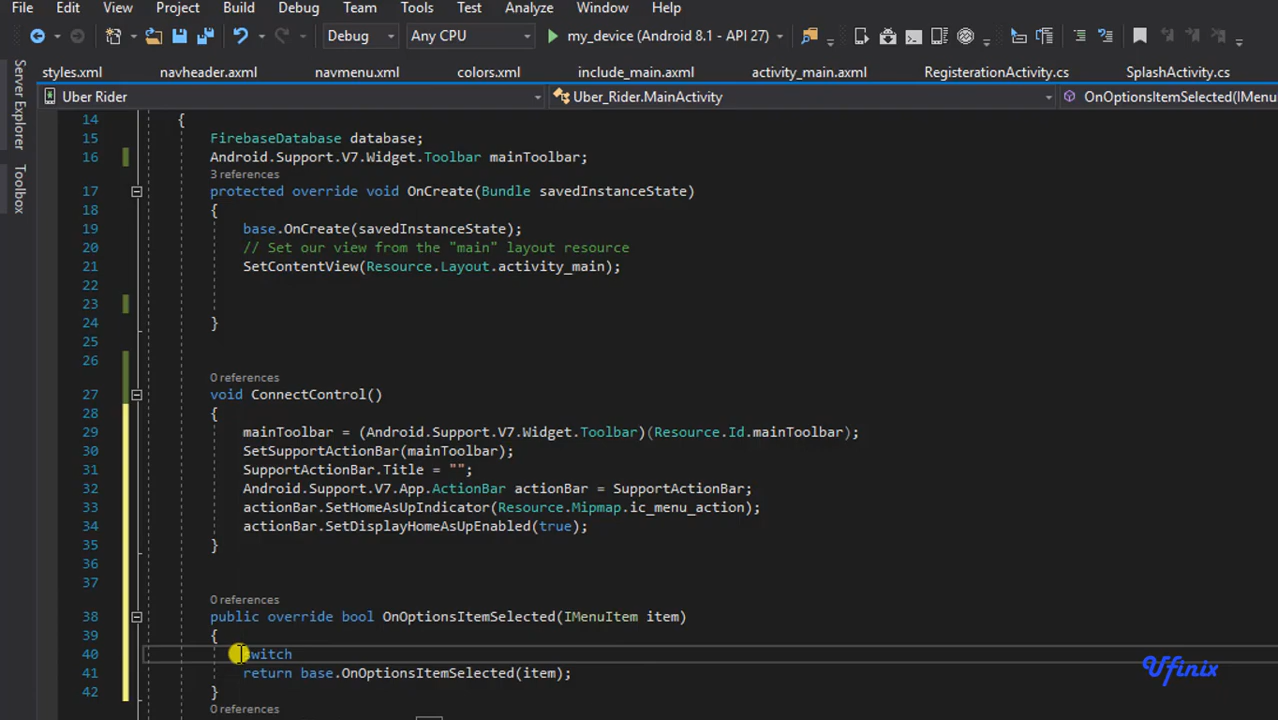 File Edit View Project Build Debug Team Tools Test Analyze Window Help
Debug Any CPU my_device (Android 8.1 - API 27)
styles.xml navheader.axml navmenu.xml colors.xml include_main.axml activity_main.axml RegisterationActivity.cs SplashActivity.cs
Uber Rider Uber_Rider.MainActivity OnOptionsItemSelected(IMenu
Server Explorer
Toolbox
14 {
15 FirebaseDatabase database;
16 Android.Support.V7.Widget.Toolbar mainToolbar;
3 references
17 protected override void OnCreate(Bundle savedInstanceState)
18 {
19 base.OnCreate(savedInstanceState);
20 // Set our view from the "main" layout resource
21 SetContentView(Resource.Layout.activity_main);
22
23
24 }
25
26
0 references
27 void ConnectControl()
28 {
29 mainToolbar = (Android.Support.V7.Widget.Toolbar)(Resource.Id.mainToolbar);
30 SetSupportActionBar(mainToolbar);
31 SupportActionBar.Title = "";
32 Android.Support.V7.App.ActionBar actionBar = SupportActionBar;
33 actionBar.SetHomeAsUpIndicator(Resource.Mipmap.ic_menu_action);
34 actionBar.SetDisplayHomeAsUpEnabled(true);
35 }
36
37
0 references
38 public override bool OnOptionsItemSelected(IMenuItem item)
39 {
40 switch
41 return base.OnOptionsItemSelected(item);
42 }
0 references
Ufinix